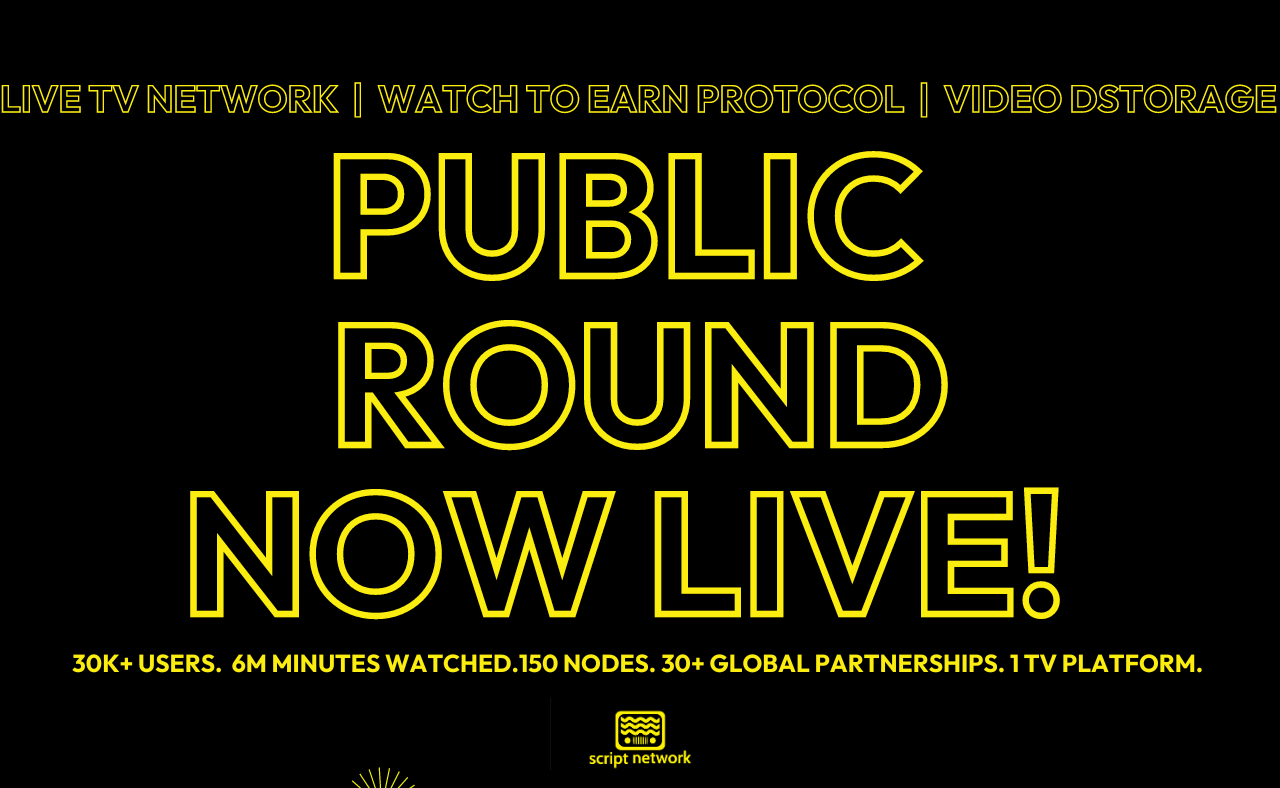 LIVE TV NETWORK | WATCH TO EARN PROTOCOL | VIDEO DSTORAGE
PUBLIC
ROUND
NOW LIVE!
30K+ USERS. 6M MINUTES WATCHED.150 NODES. 30+ GLOBAL PARTNERSHIPS. 1 TV PLATFORM.
script network